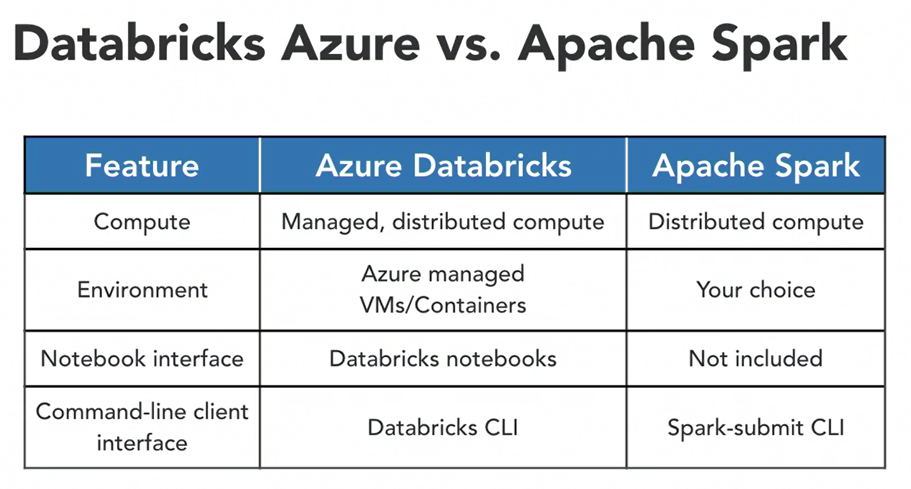 Databricks Azure vs. Apache Spark
Feature Azure Databricks Apache Spark
Compute Managed, distributed compute Distributed compute
Environment Azure managed
VMs/Containers Your choice
Notebook interface Databricks notebooks Not included
Command-line client
interface Databricks CLI Spark-submit CLI